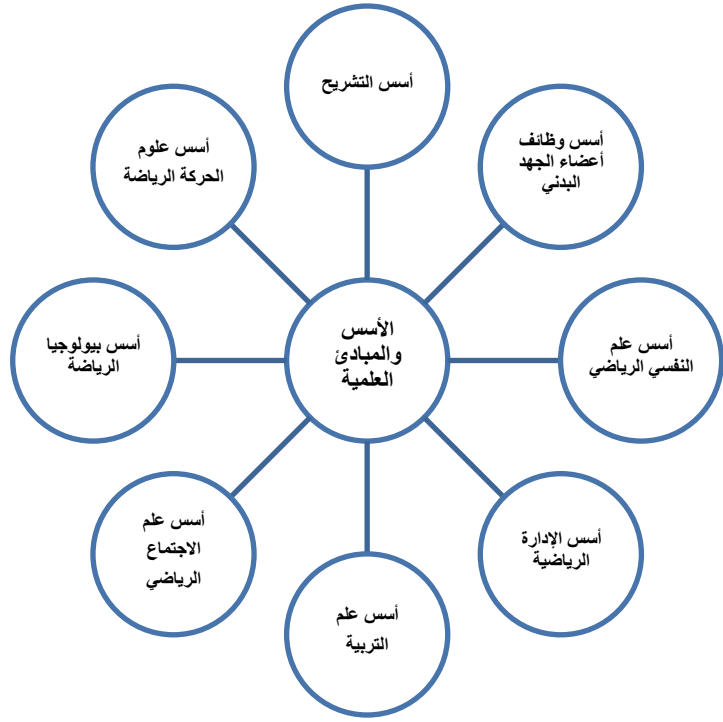 أسس التشريح
أسس وظائف
أعضاء الجهد
البدني
أسس علم
النفسي الرياضي
أسس الإدارة
الرياضية
أسس علم
التربية
أسس علم
الاجتماع
الرياضي
أسس بيولوجيا
الرياضة
أسس علوم
الحركة الرياضة
الأسس
والمبادئ
العلمية